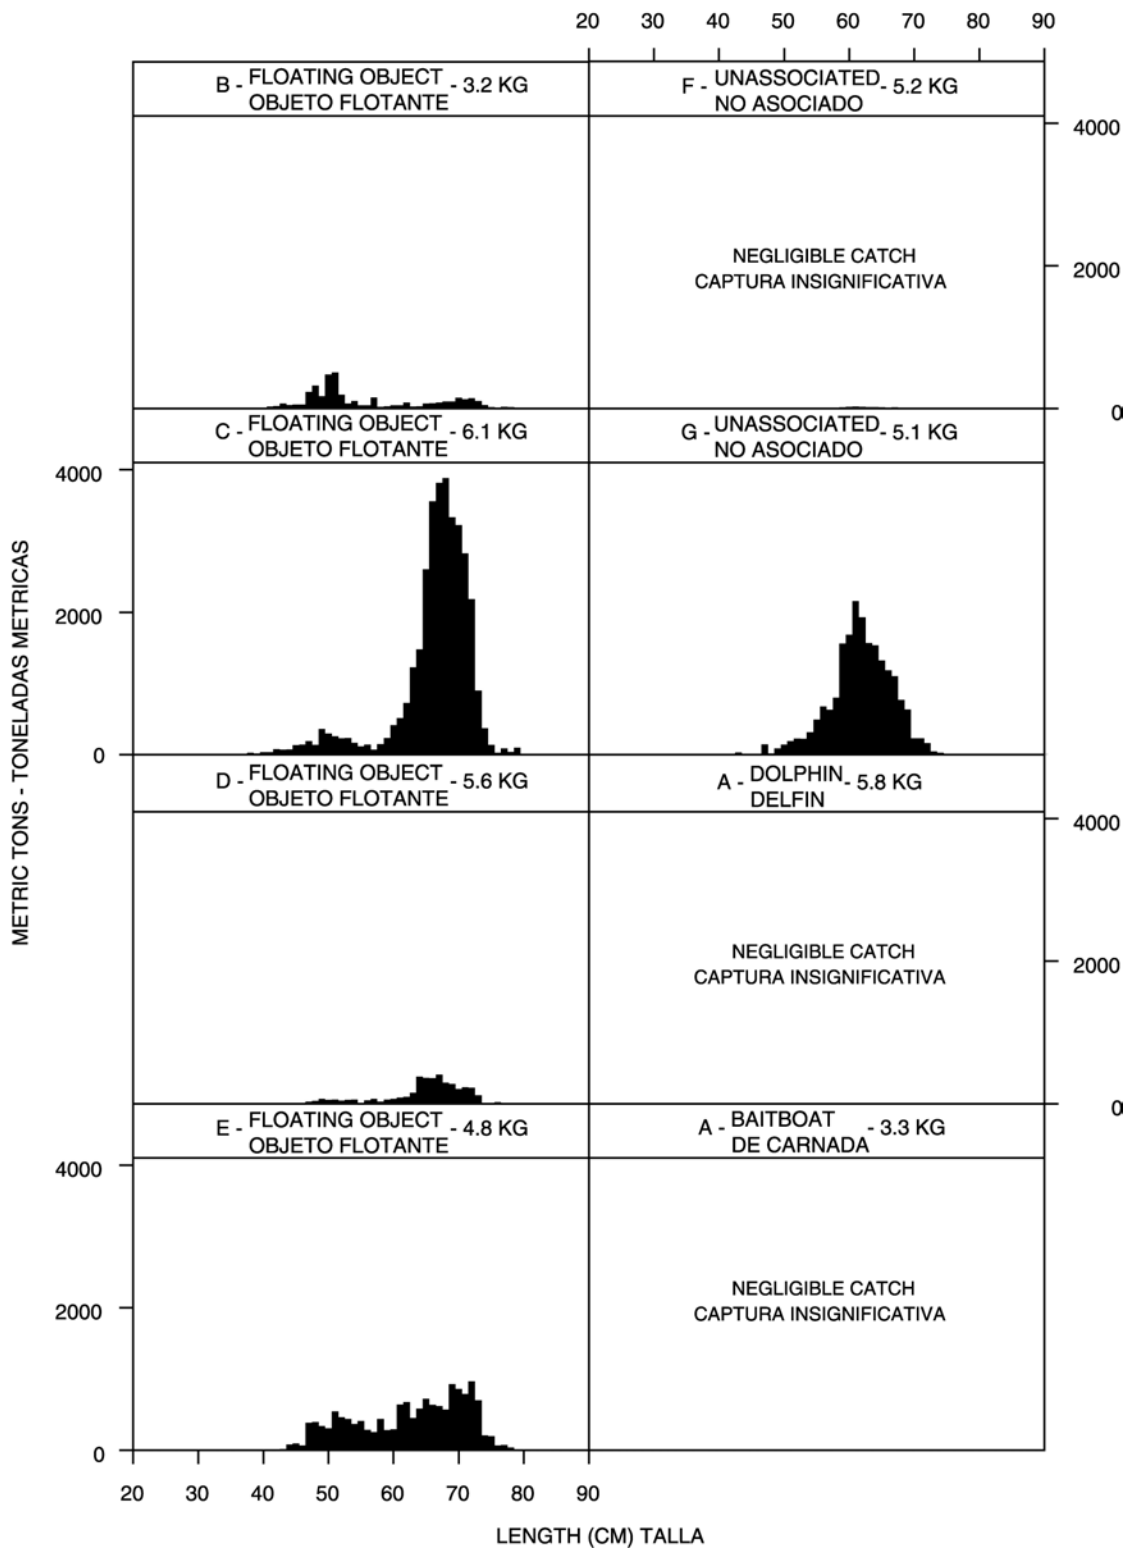 20 30 40 50 60 70 80 90
B - FLOATING OBJECT OBJETO FLOTANTE - 3.2 KG
F - UNASSOCIATED NO ASOCIADO - 5.2 KG
4000
NEGLIGIBLE CATCH
CAPTURA INSIGNIFICATIVA
2000
0
C - FLOATING OBJECT OBJETO FLOTANTE - 6.1 KG
G - UNASSOCIATED NO ASOCIADO - 5.1 KG
4000
2000
0
METRIC TONS - TONELADAS METRICAS
D - FLOATING OBJECT OBJETO FLOTANTE - 5.6 KG
A - DOLPHIN DELFIN - 5.8 KG
4000
NEGLIGIBLE CATCH
CAPTURA INSIGNIFICATIVA
2000
0
E - FLOATING OBJECT OBJETO FLOTANTE - 4.8 KG
A - BAITBOAT DE CARNADA - 3.3 KG
4000
NEGLIGIBLE CATCH
CAPTURA INSIGNIFICATIVA
2000
0
20 30 40 50 60 70 80 90
LENGTH (CM) TALLA